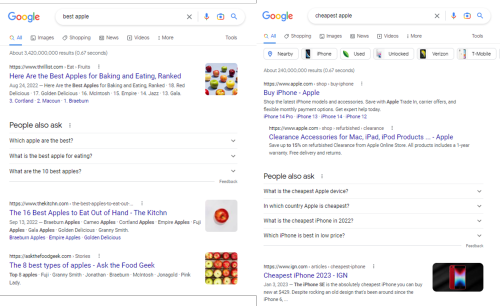 Google
best apple
All
Images
Shopping
News
Videos
More
Tools
About 3,420,000,000 results (0.67 seconds)
https://www.thrillist.com › Eat › Fruits
Here Are the Best Apples for Baking and Eating, Ranked
Aug 24, 2022 — Here Are the Best Apples for Baking and Eating, Ranked · 18. Red
Delicious · 17. Golden Delicious · 16. McIntosh · 15. Empire · 14. Jazz · 13. Gala.
3. Cortland · 2. Macoun · 1. Braeburn
People also ask
Which apple are the best?
What is the best apple for eating?
What are the 10 best apples?
Feedback
https://www.thekitchn.com › the-best-apples-to-eat-out-...
The 16 Best Apples to Eat Out of Hand - The Kitchn
Sep 13, 2022 — Braeburn Apples · Cameo Apples · Cortland Apples · Empire Apples · Fuji
Apples · Gala Apples · Golden Delicious · Granny Smith.
Braeburn Apples · Empire Apples · Golden Delicious
https://askthefoodgeek.com › Stories
The 8 best types of apples - Ask the Food Geek
Top 8 apples · Fuji · Granny Smith · Jonathan · Braeburn · McIntosh · Jonagold · Pink
Lady.
Google
cheapest apple
All
Shopping
Images
News
Videos
More
Tools
Nearby
iPhone
Used
Unlocked
Verizon
T-Mobile
About 240,000,000 results (0.67 seconds)
https://www.apple.com › shop › buy-iphone
Buy iPhone - Apple
Shop the latest iPhone models and accessories. Save with Apple Trade In, carrier offers, and
flexible monthly payment options. Get expert help today.
iPhone 14 Pro · iPhone 13 · iPhone 14 · iPhone 12
https://www.apple.com › shop › refurbished › clearance
Clearance Accessories for Mac, iPad, iPod Products ... - Apple
Save up to 15% on refurbished Clearance from Apple Online Store. All products includes a 1-year
warranty. Free delivery and returns.
People also ask
What is the cheapest Apple device?
In which country Apple is cheapest?
What is the cheapest iPhone in 2022?
Which iPhone is best in low price?
Feedback
https://www.ign.com › articles › cheapest-iphone
Cheapest iPhone 2023 - IGN
Jan 3, 2023 — The iPhone SE is the absolutely cheapest iPhone you can buy
new at $429. Despite rocking an old design that's been around since the
iPhone 6,...